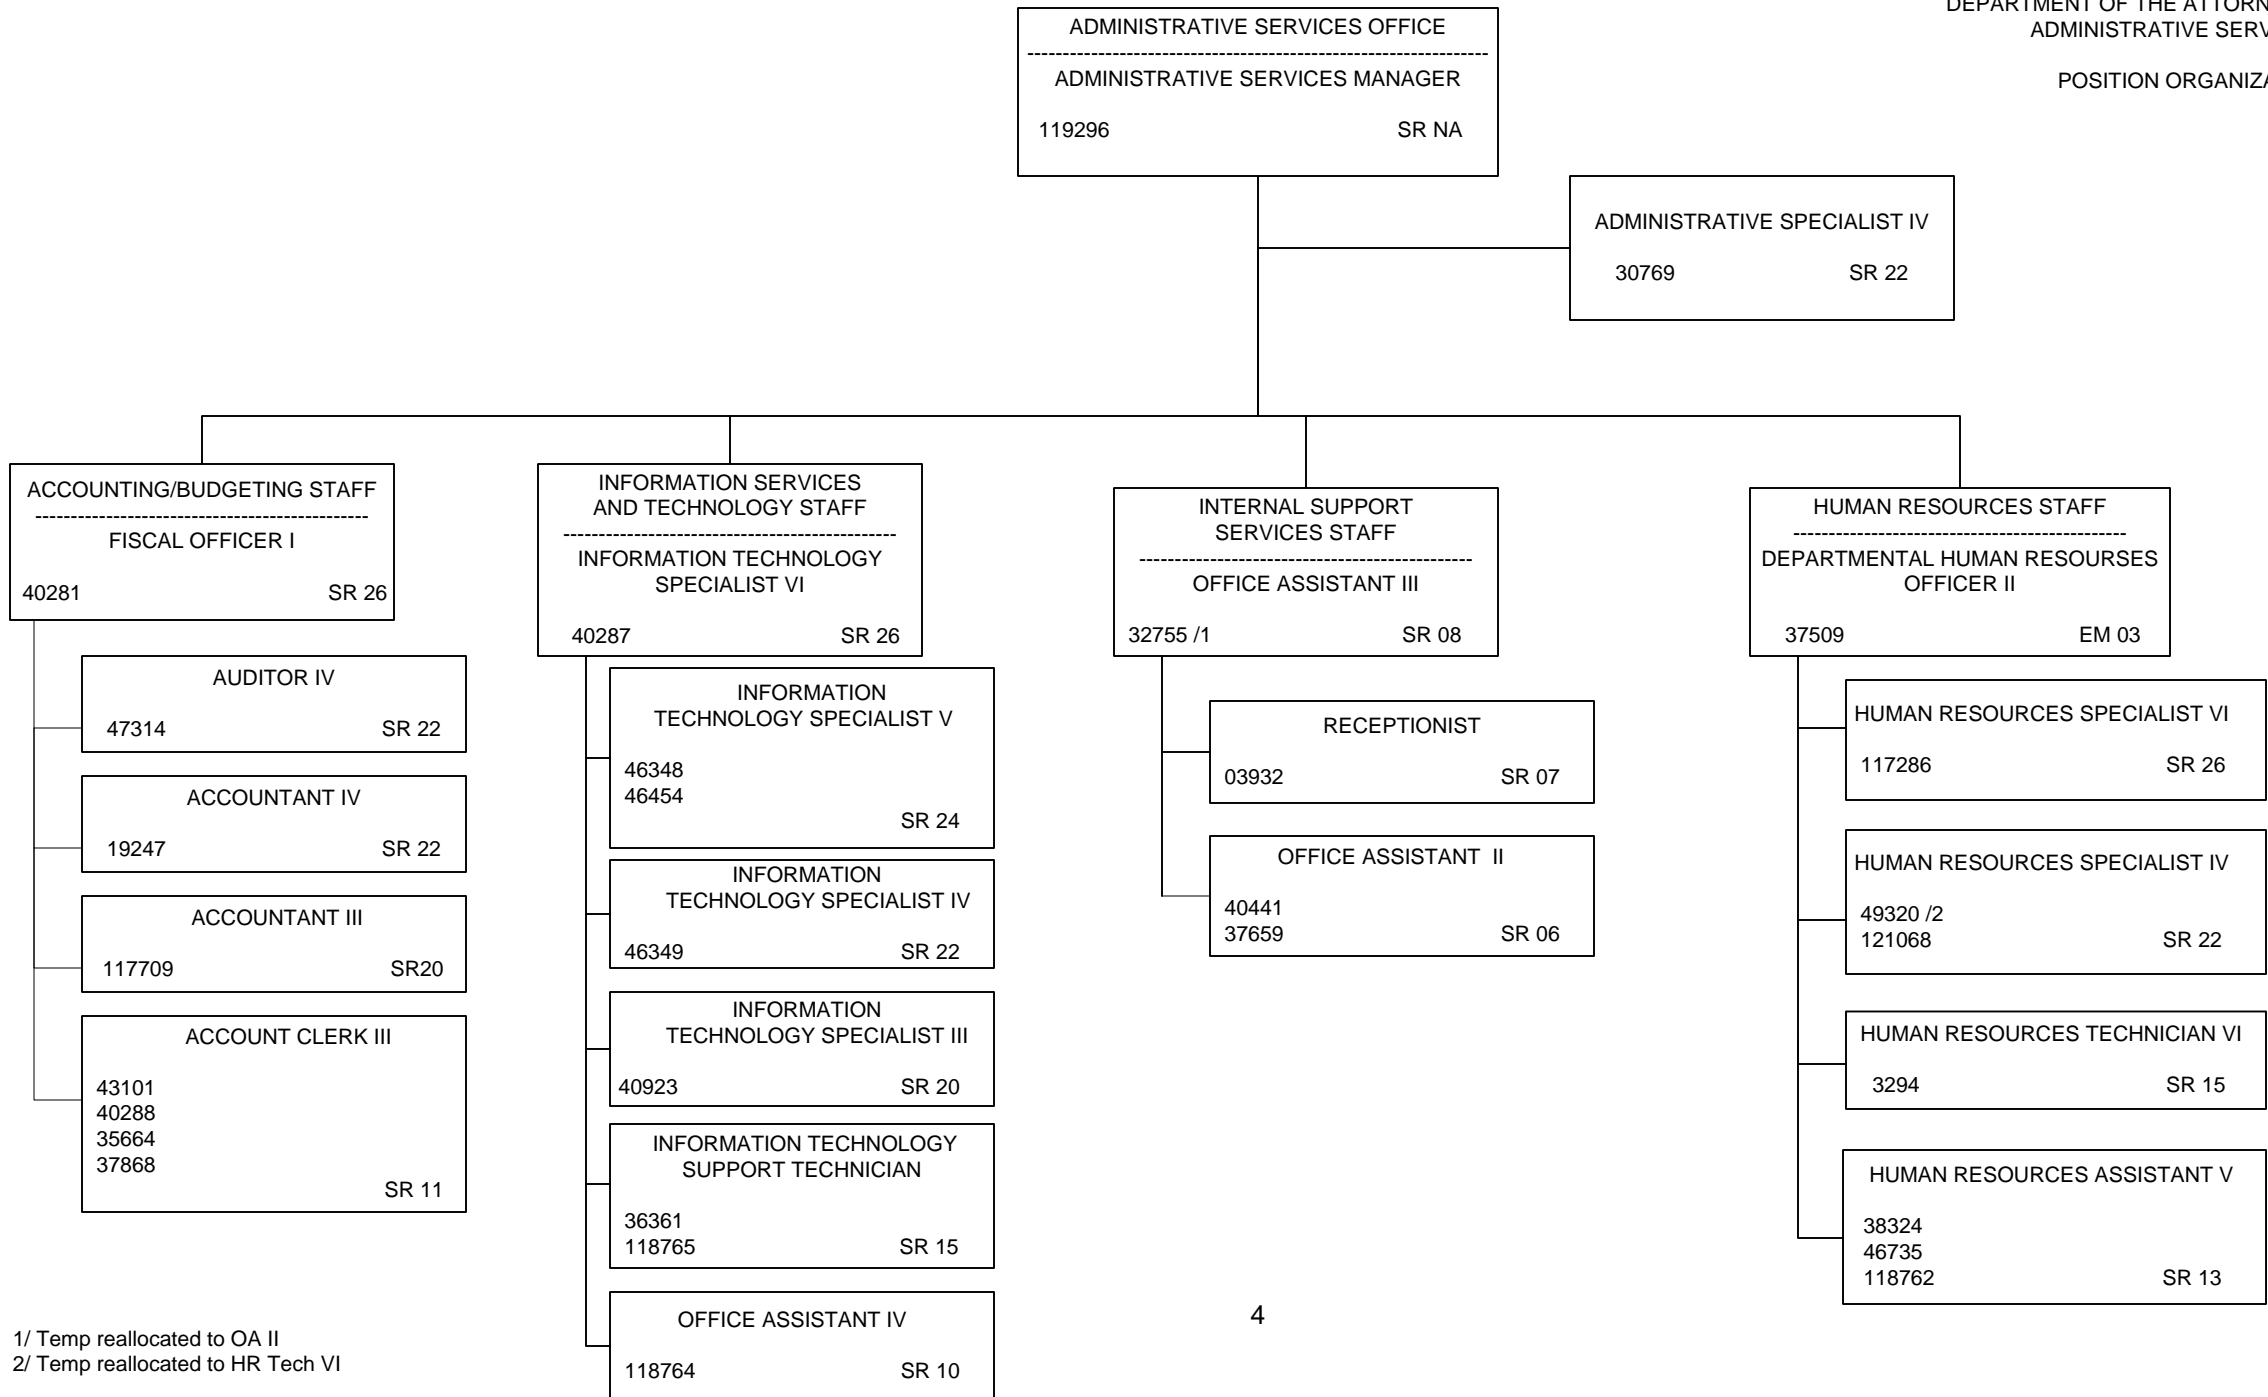 DEPARTMENT OF THE
ADMINISTRATIVE
POSITION
ADMINISTRATIVE SERVICES OFFICE
----------------------------------------------------------------
ADMINISTRATIVE SERVICES MANAGER
119296 SR NA
ADMINISTRATIVE SPECIALIST IV
30769 SR 22
ACCOUNTING/BUDGETING STAFF
-----------------------------------------------
FISCAL OFFICER I
40281 SR 26
AUDITOR IV
47314 SR 22
ACCOUNTANT IV
19247 SR 22
ACCOUNTANT III
117709 SR20
ACCOUNT CLERK III
43101
40288
35664
37868
SR 11
INFORMATION SERVICES
AND TECHNOLOGY STAFF
-----------------------------------------------
INFORMATION TECHNOLOGY
SPECIALIST VI
40287 SR 26
INFORMATION
TECHNOLOGY SPECIALIST V
46348
46454
SR 24
INFORMATION
TECHNOLOGY SPECIALIST IV
46349 SR 22
INFORMATION
TECHNOLOGY SPECIALIST III
40923 SR 20
INFORMATION TECHNOLOGY
SUPPORT TECHNICIAN
36361
118765 SR 15
OFFICE ASSISTANT IV
118764 SR 10
INTERNAL SUPPORT
SERVICES STAFF
-----------------------------------------------
OFFICE ASSISTANT III
32755 /1 SR 08
RECEPTIONIST
03932 SR 07
OFFICE ASSISTANT  II
40441
37659 SR 06
HUMAN RESOURCES STAFF
-----------------------------------------------
DEPARTMENTAL HUMAN RESOURSES
OFFICER II
37509 EM 03
HUMAN RESOURCES SPECIALIST VI
117286 SR 26
HUMAN RESOURCES SPECIALIST IV
49320 /2
121068 SR 22
HUMAN RESOURCES TECHNICIAN VI
3294 SR 15
HUMAN RESOURCES ASSISTANT V
38324
46735
118762 SR 13
1/ Temp reallocated to OA II
2/ Temp reallocated to HR Tech VI
4